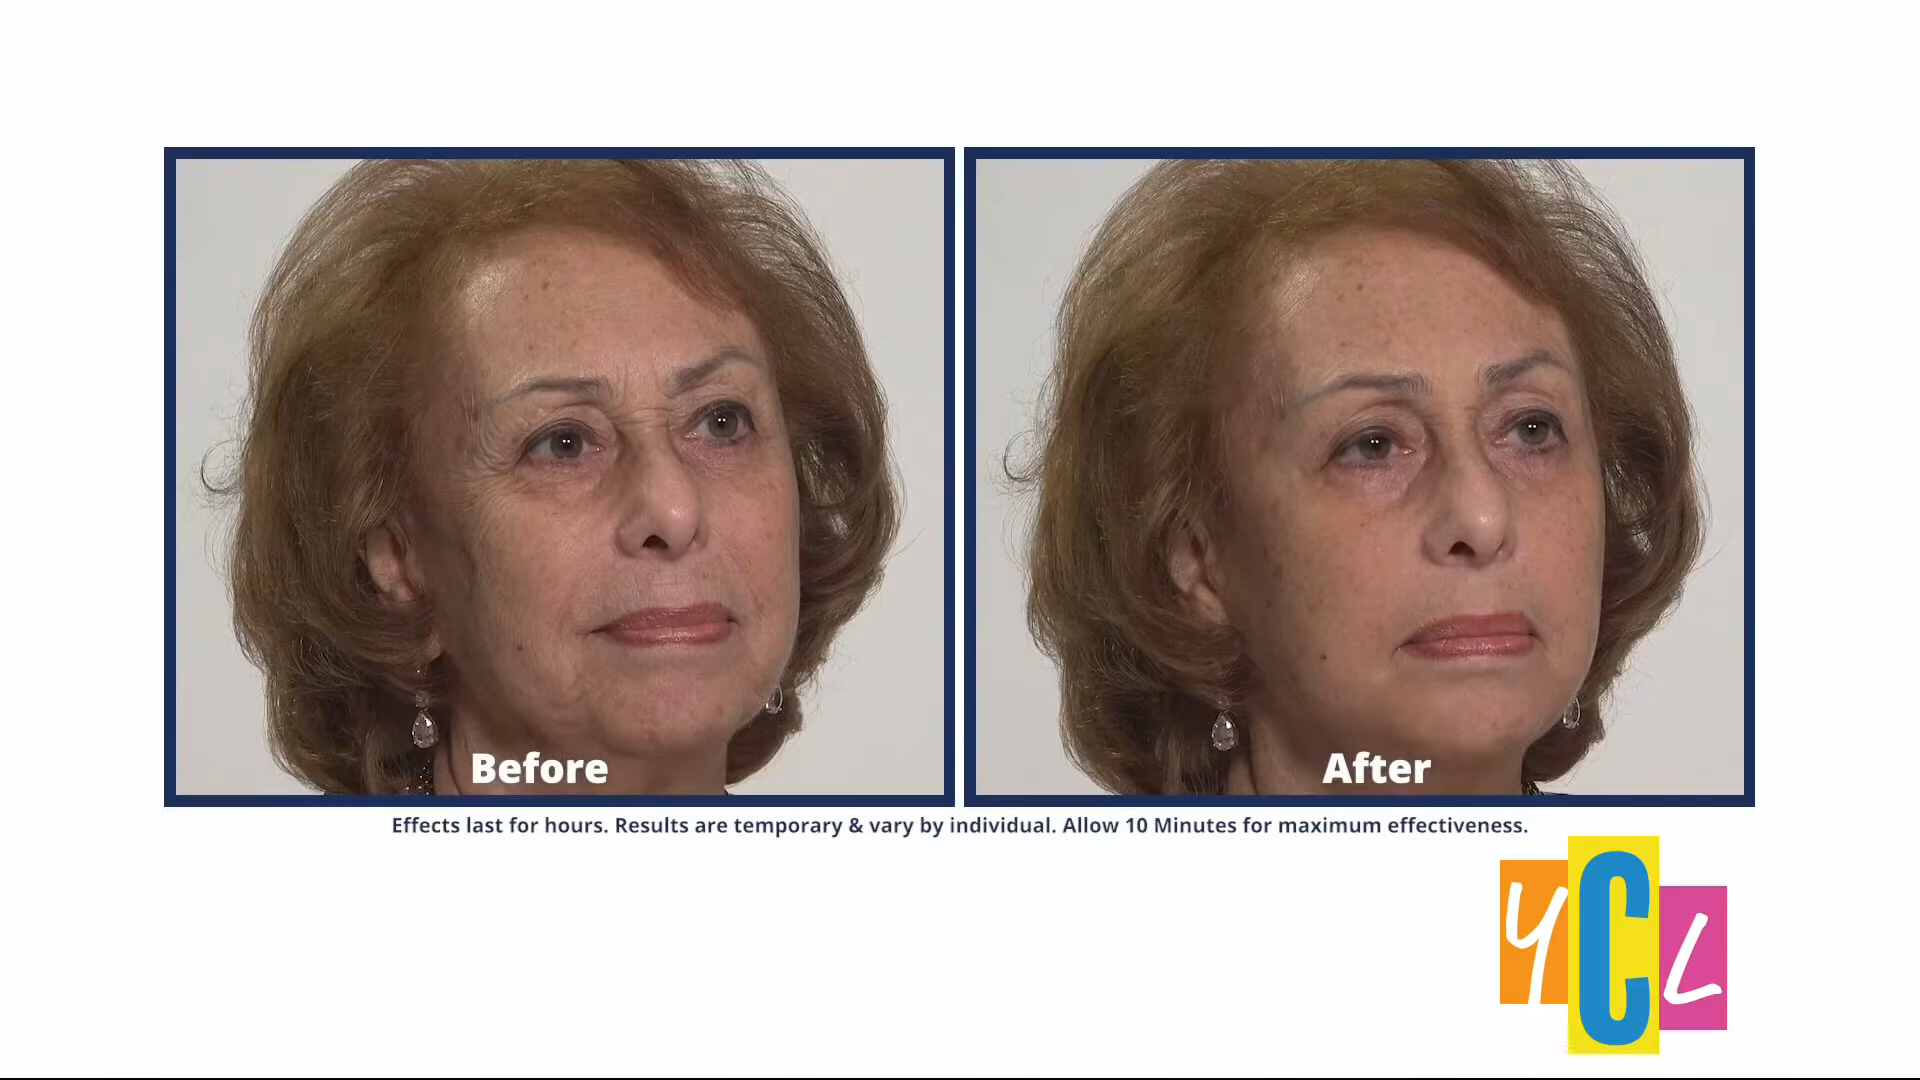 Before
After
Effects last for hours. Results are temporary & vary by individual. Allow 10 Minutes for maximum effectiveness.
YCL